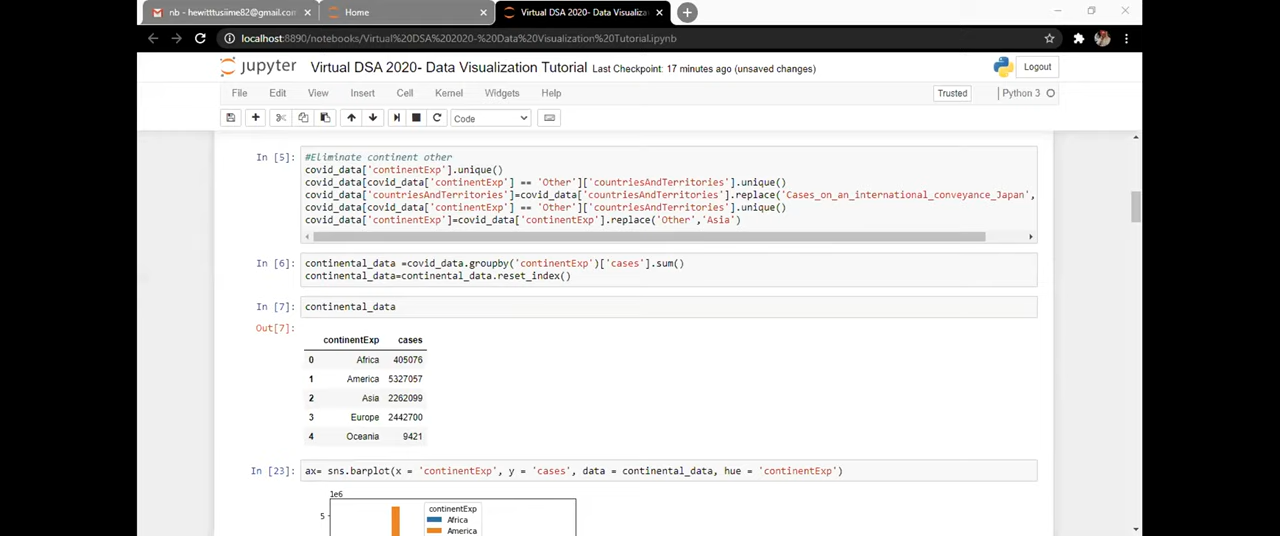 nb - hewitttusiime82@gmail.com
Home
Virtual DSA 2020- Data Visualiza
localhost:8890/notebooks/Virtual%20DSA%202020-%20Data%20Visualization%20Tutorial.ipynb
jupyter Virtual DSA 2020- Data Visualization Tutorial Last Checkpoint: 17 minutes ago (unsaved changes) Logout
File Edit View Insert Cell Kernel Widgets Help Trusted Python 3
Code
In [5]: #Eliminate continent other
covid_data['continentExp'].unique()
covid_data[covid_data['continentExp'] == 'Other']['countriesAndTerritories'].unique()
covid_data['countriesAndTerritories']=covid_data['countriesAndTerritories'].replace('Cases_on_an_international_conveyance_Japan',
covid_data[covid_data['continentExp'] == 'Other']['countriesAndTerritories'].unique()
covid_data['continentExp']=covid_data['continentExp'].replace('Other','Asia')
In [6]: continental_data =covid_data.groupby('continentExp')['cases'].sum()
continental_data=continental_data.reset_index()
In [7]: continental_data
Out[7]:
continentExp cases
0 Africa 405076
1 America 5327057
2 Asia 2262099
3 Europe 2442700
4 Oceania 9421
In [23]: ax= sns.barplot(x = 'continentExp', y = 'cases', data = continental_data, hue = 'continentExp')
1e6
5
continentExp
Africa
America